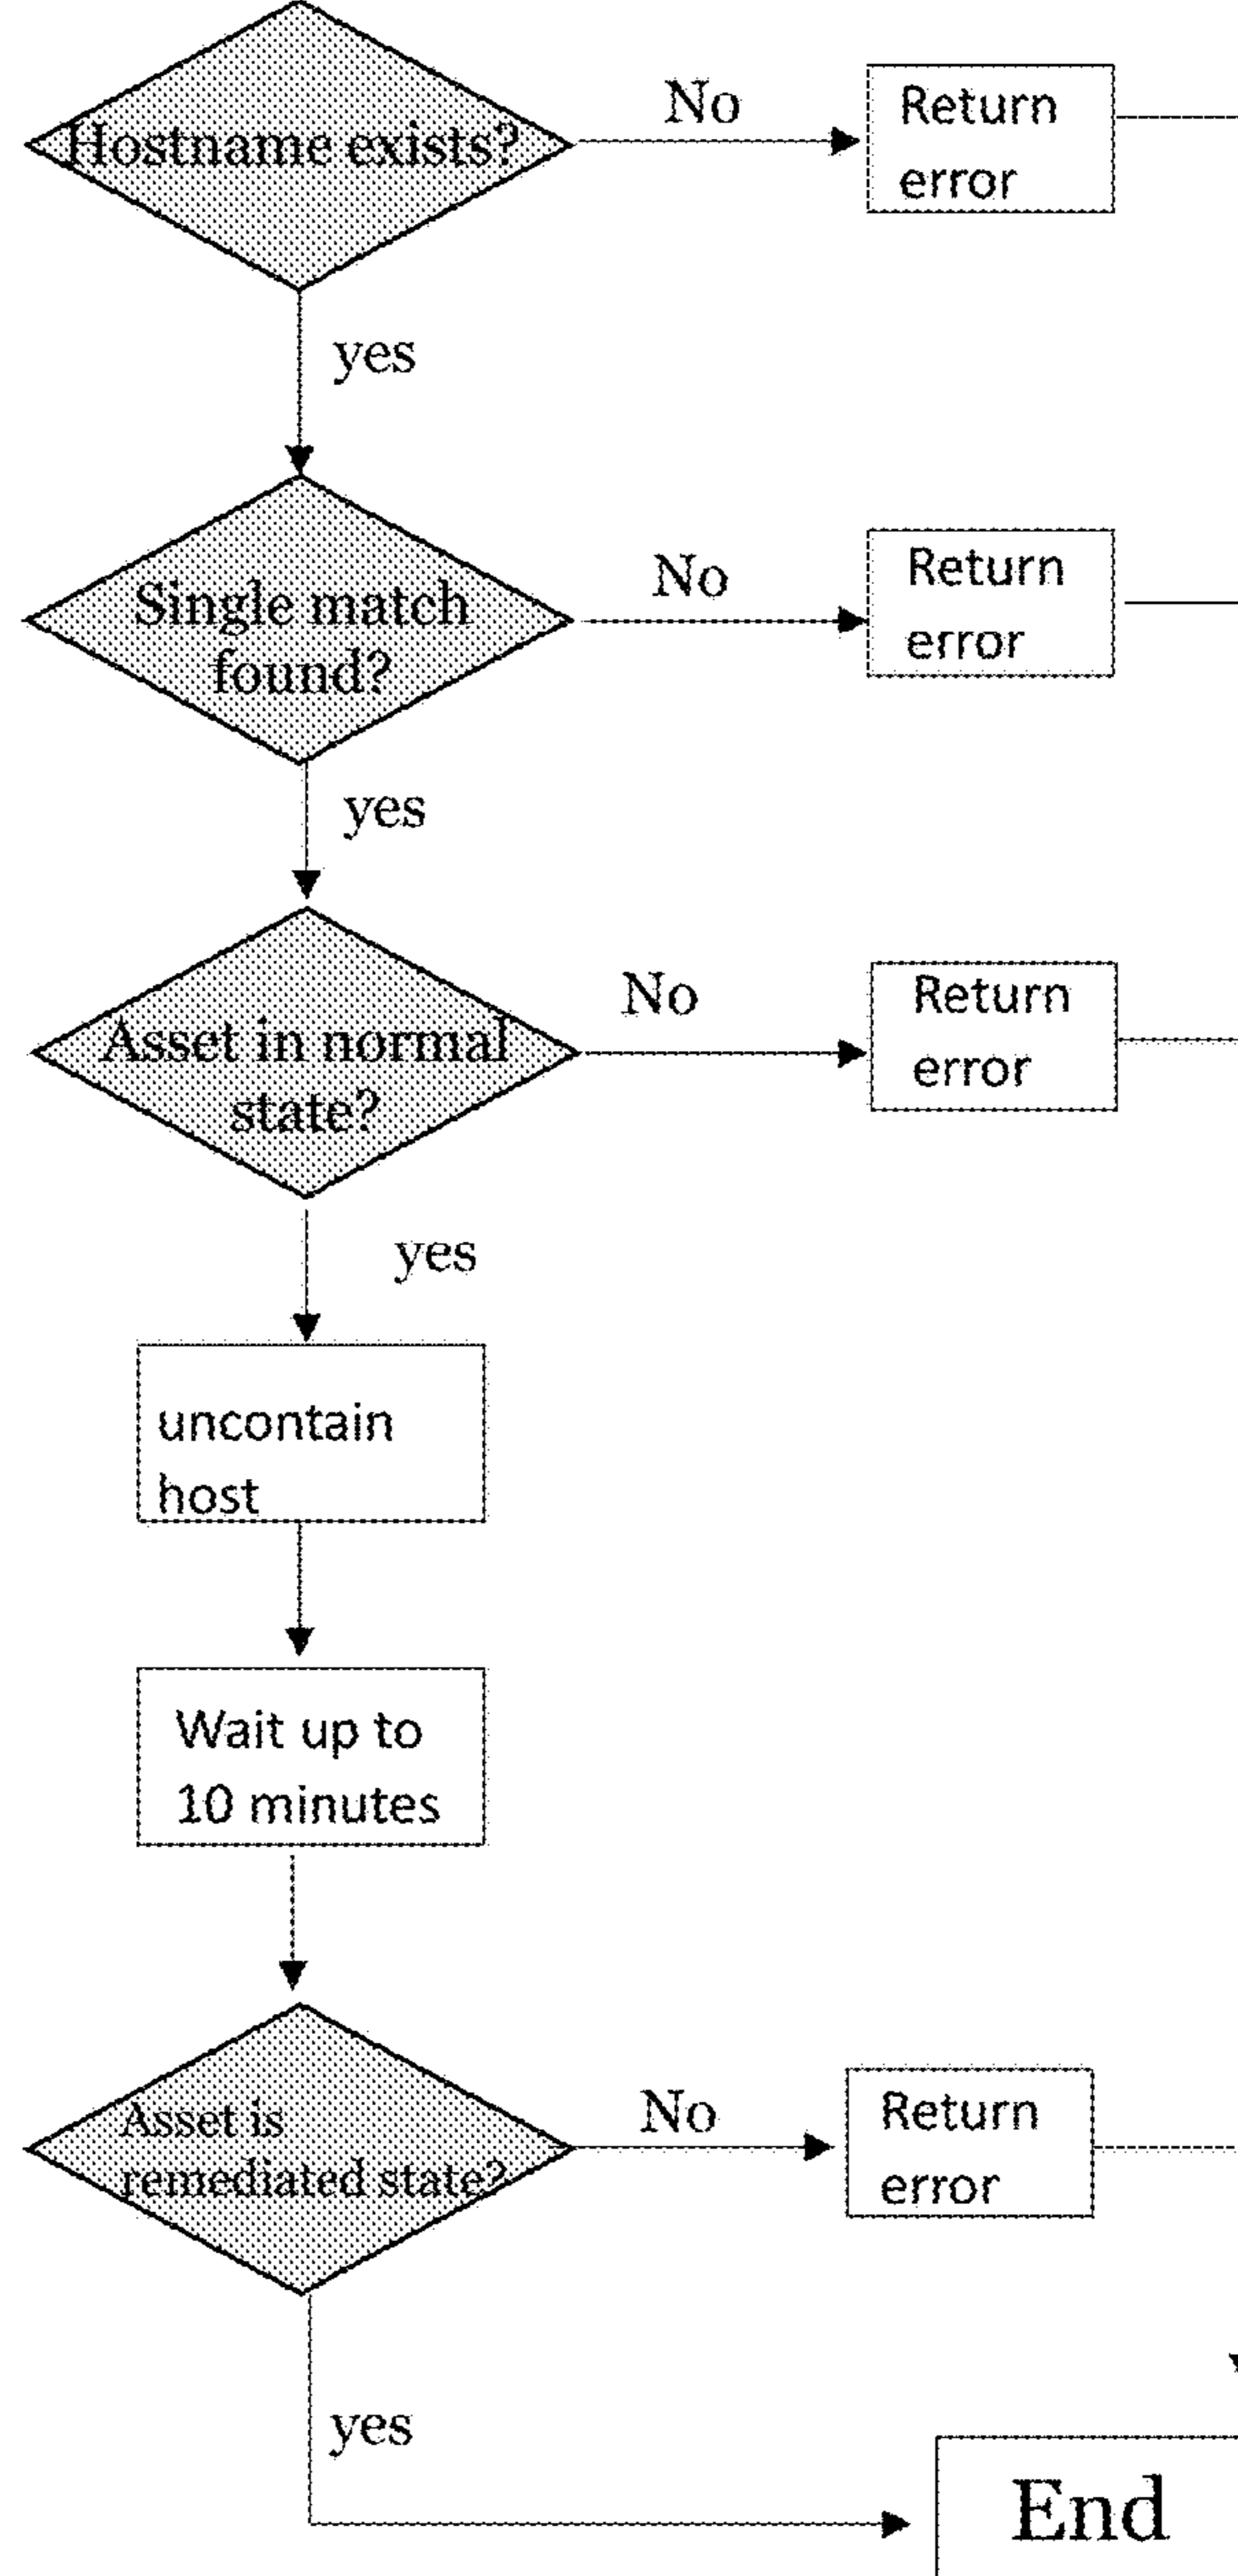 Hostname exists?
No
Return
error
yes
Single match
found?
No
Return
error
yes
Asset in normal
state?
No
Return
error
yes
uncontain
host
Wait up to
10 minutes
Asset is
remediated state?
No
Return
error
yes
End